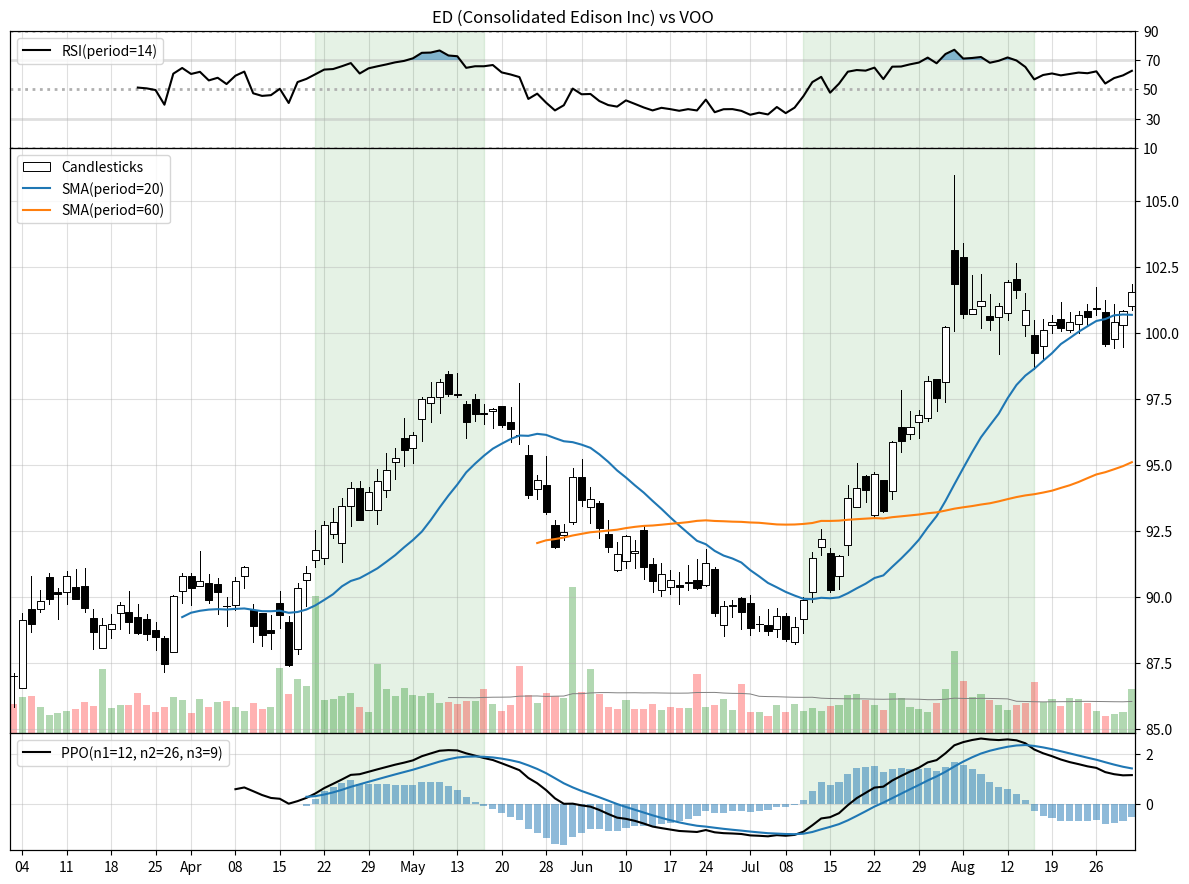 ED (Consolidated Edison Inc) vs VOO
RSI(period=14)
90
70
50
30
10
Candlesticks
SMA(period=20)
SMA(period=60)
105.0
102.5
100.0
97.5
95.0
92.5
90.0
87.5
85.0
PPO(n1=12, n2=26, n3=9)
2
0
04 11 18 25 Apr 08 15 22 29 May 13 20 28 Jun 10 17 24 Jul 08 15 22 29 Aug 12 19 26